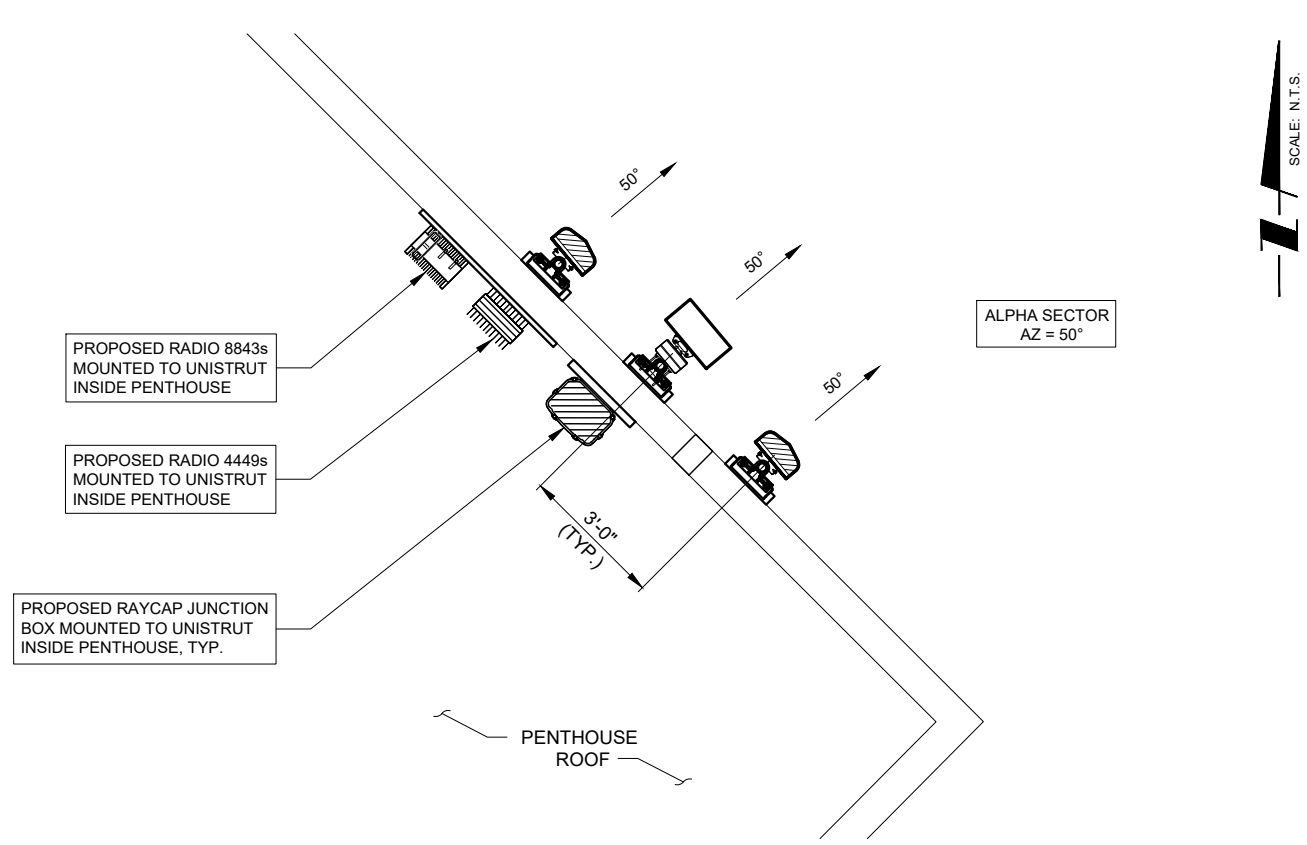 SCALE: N.T.S.
N
50°
50°
50°
ALPHA SECTOR
AZ = 50°
PROPOSED RADIO 8843s
MOUNTED TO UNISTRUT
INSIDE PENTHOUSE
PROPOSED RADIO 4449s
MOUNTED TO UNISTRUT
INSIDE PENTHOUSE
3'-0"
(TYP.)
PROPOSED RAYCAP JUNCTION
BOX MOUNTED TO UNISTRUT
INSIDE PENTHOUSE, TYP.
PENTHOUSE
ROOF